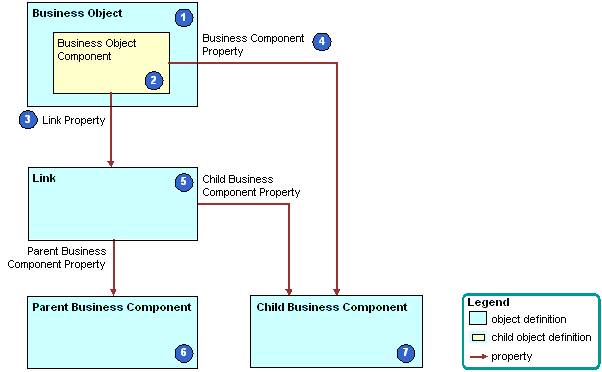 Business Object
1
Business Object
Component
2
Business Component
Property
4
3
Link Property
Link
5
Child Business
Component Property
Parent Business
Component Property
Parent Business Component
6
Child Business Component
7
Legend
object definition
child object definition
property